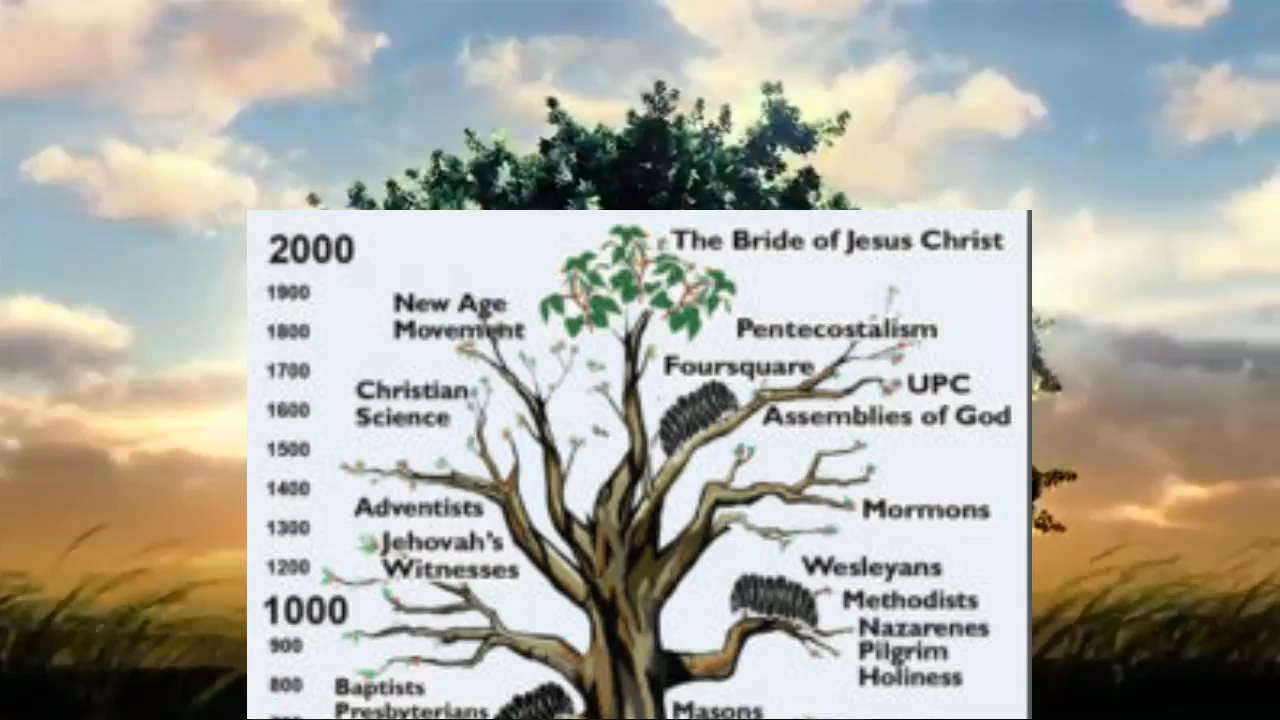 2000
The Bride of Jesus Christ
1900
New Age
Movement
1800
Pentecostalism
1700
Foursquare
Christian
Science
UPC
1600
Assemblies of God
1500
1400
Adventists
Mormons
1300
Jehovah's
Witnesses
1200
Wesleyans
1000
Methodists
Nazarenes
Pilgrim
Holiness
900
800
Baptists
Presbyterians
Masons